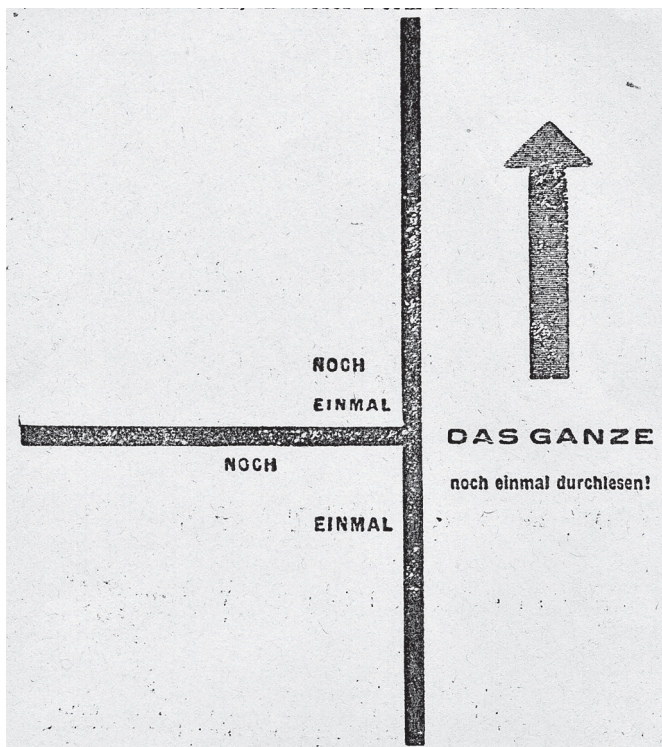 NOCH
EINMAL
NOCH
EINMAL
DAS GANZE
noch einmal durchlesen!